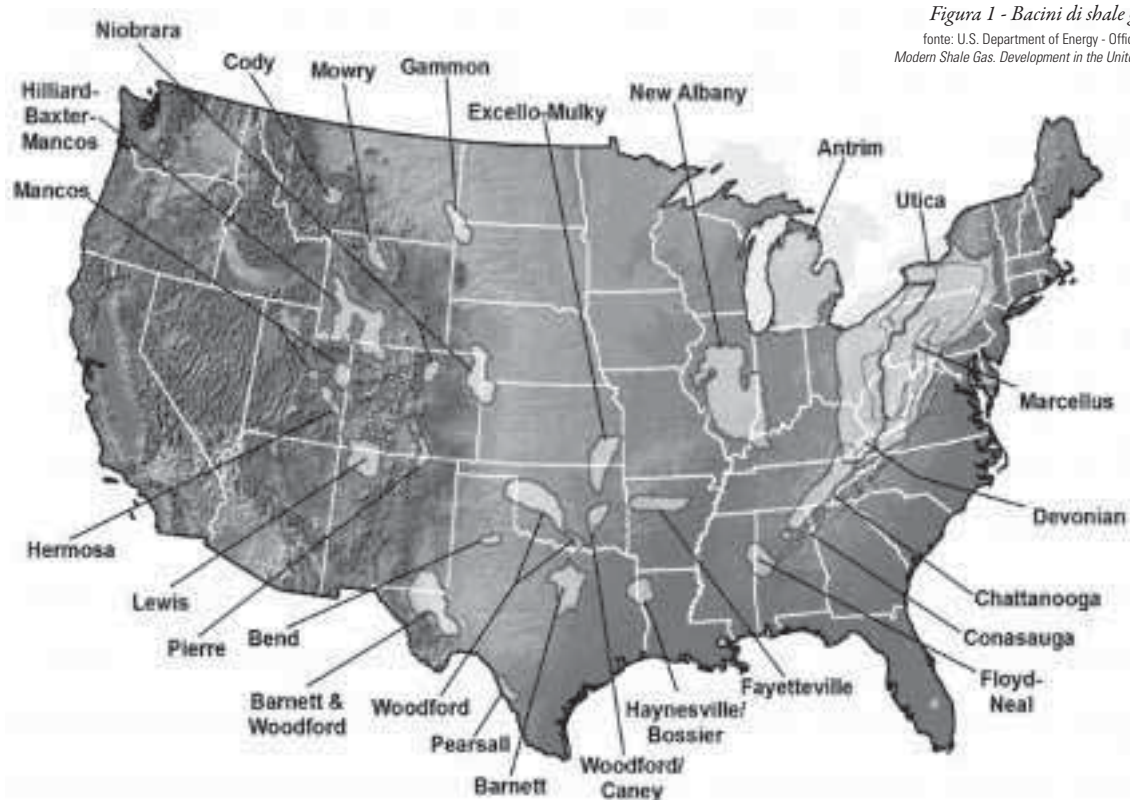 Figura 1 - Bacini di shale
fonte: U.S. Department of Energy -
Modern Shale Gas. Development in the
Niobrara
Cody
Mowry
Gammon
Hilliard-
Baxter-
Mancos
Excello-Mulky
New Albany
Antrim
Mancos
Utica
Marcellus
Devonian
Hermosa
Chattanooga
Lewis
Conasauga
Pierre
Bend
Floyd-
Neal
Fayetteville
Barnett &
Woodford
Woodford
Haynesville/
Bossier
Pearsall
Barnett
Woodford/
Caney